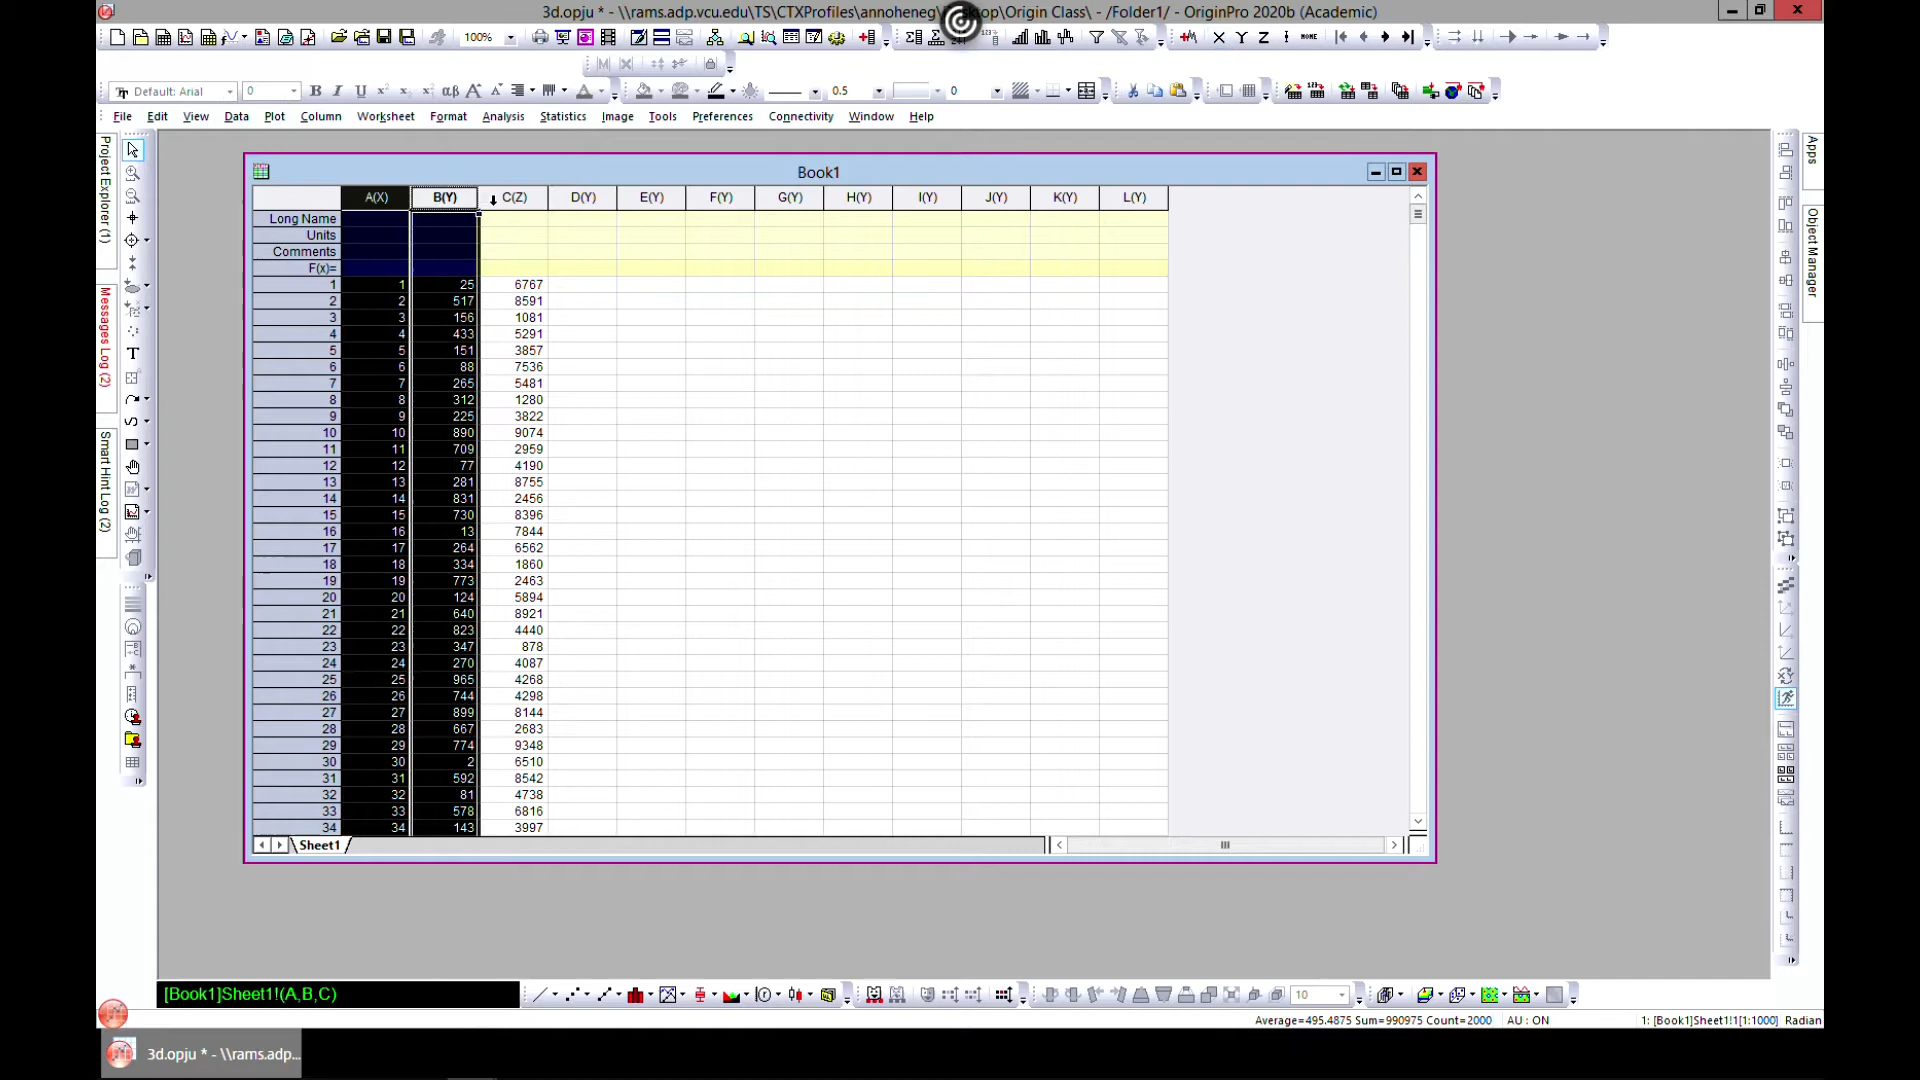 3d.opju * - \\rams.adp.vcu.edu\TS\CTXProfiles\annoheneg\ top\Origin Class\ - /Folder1/ - OriginPro 2020b (Academic)
100%
Default: Arial 0 B I U αβ A 0.5 0
File Edit View Data Plot Column Worksheet Format Analysis Statistics Image Tools Preferences Connectivity Window Help
Project Explorer (1)
Messages Log (2)
Smart Hint Log (2)
Apps
Object Manager
Book1
A(X) B(Y) C(Z) D(Y) E(Y) F(Y) G(Y) H(Y) I(Y) J(Y) K(Y) L(Y)
Long Name
Units
Comments
F(x)=
1 1 25 6767
2 2 517 8591
3 3 156 1081
4 4 433 5291
5 5 151 3857
6 6 88 7536
7 7 265 5481
8 8 312 1280
9 9 225 3822
10 10 890 9074
11 11 709 2959
12 12 77 4190
13 13 281 8755
14 14 831 2456
15 15 730 8396
16 16 13 7844
17 17 264 6562
18 18 334 1860
19 19 773 2463
20 20 124 5894
21 21 640 8921
22 22 823 4440
23 23 347 878
24 24 270 4087
25 25 965 4268
26 26 744 4298
27 27 899 8144
28 28 667 2683
29 29 774 9348
30 30 2 6510
31 31 592 8542
32 32 81 4738
33 33 578 6816
34 34 143 3997
Sheet1
[Book1]Sheet1!(A,B,C)
10
Average=495.4875 Sum=990975 Count=2000 AU : ON 1: [Book1]Sheet1!1[1:1000] Radian
3d.opju * - \\rams.adp...